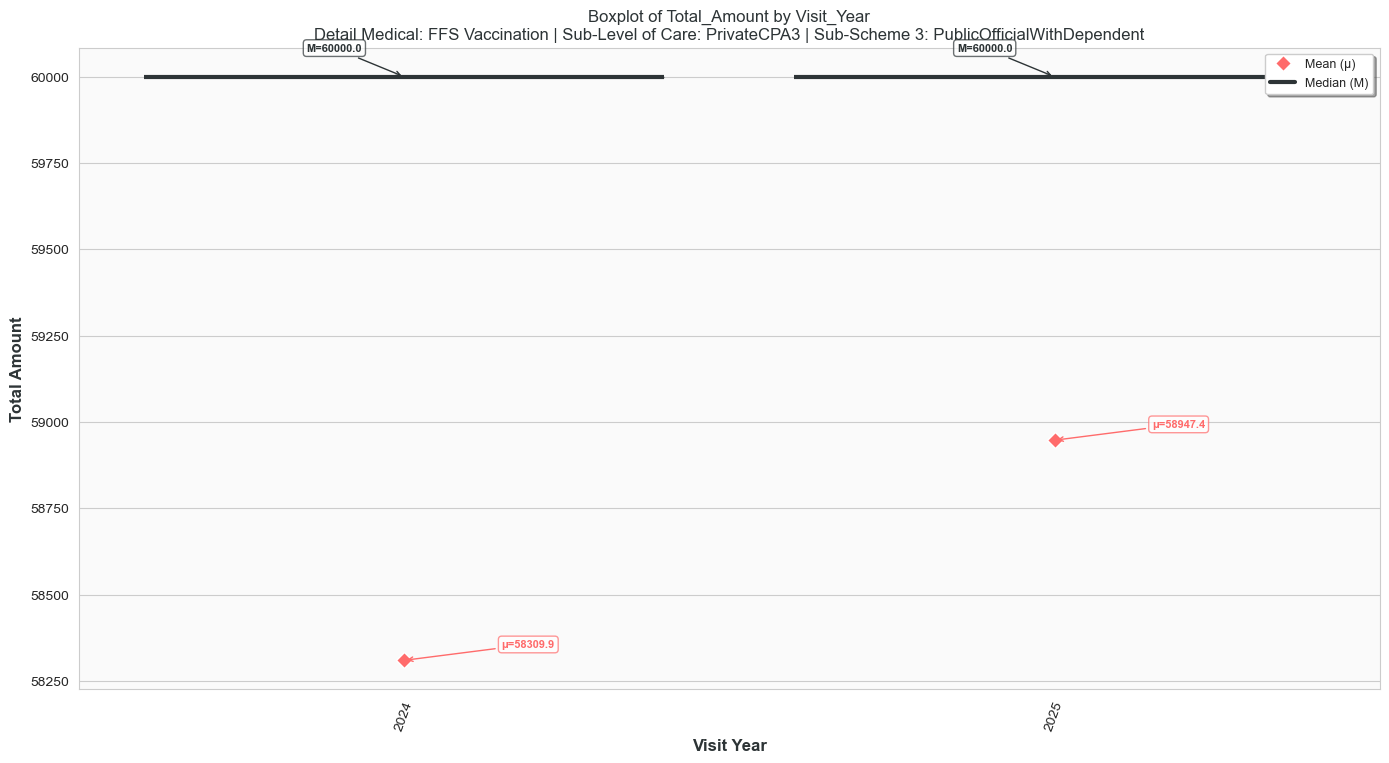 Boxplot of Total_Amount by Visit_Year
Detail Medical: FFS Vaccination | Sub-Level of Care: PrivateCPA3 | Sub-Scheme 3: PublicOfficialWithDependent
M=60000.0
M=60000.0
Mean (μ)
Median (M)
60000
59750
59500
59250
59000
58750
58500
58250
Total Amount
μ=58947.4
μ=58309.9
2024
2025
Visit Year